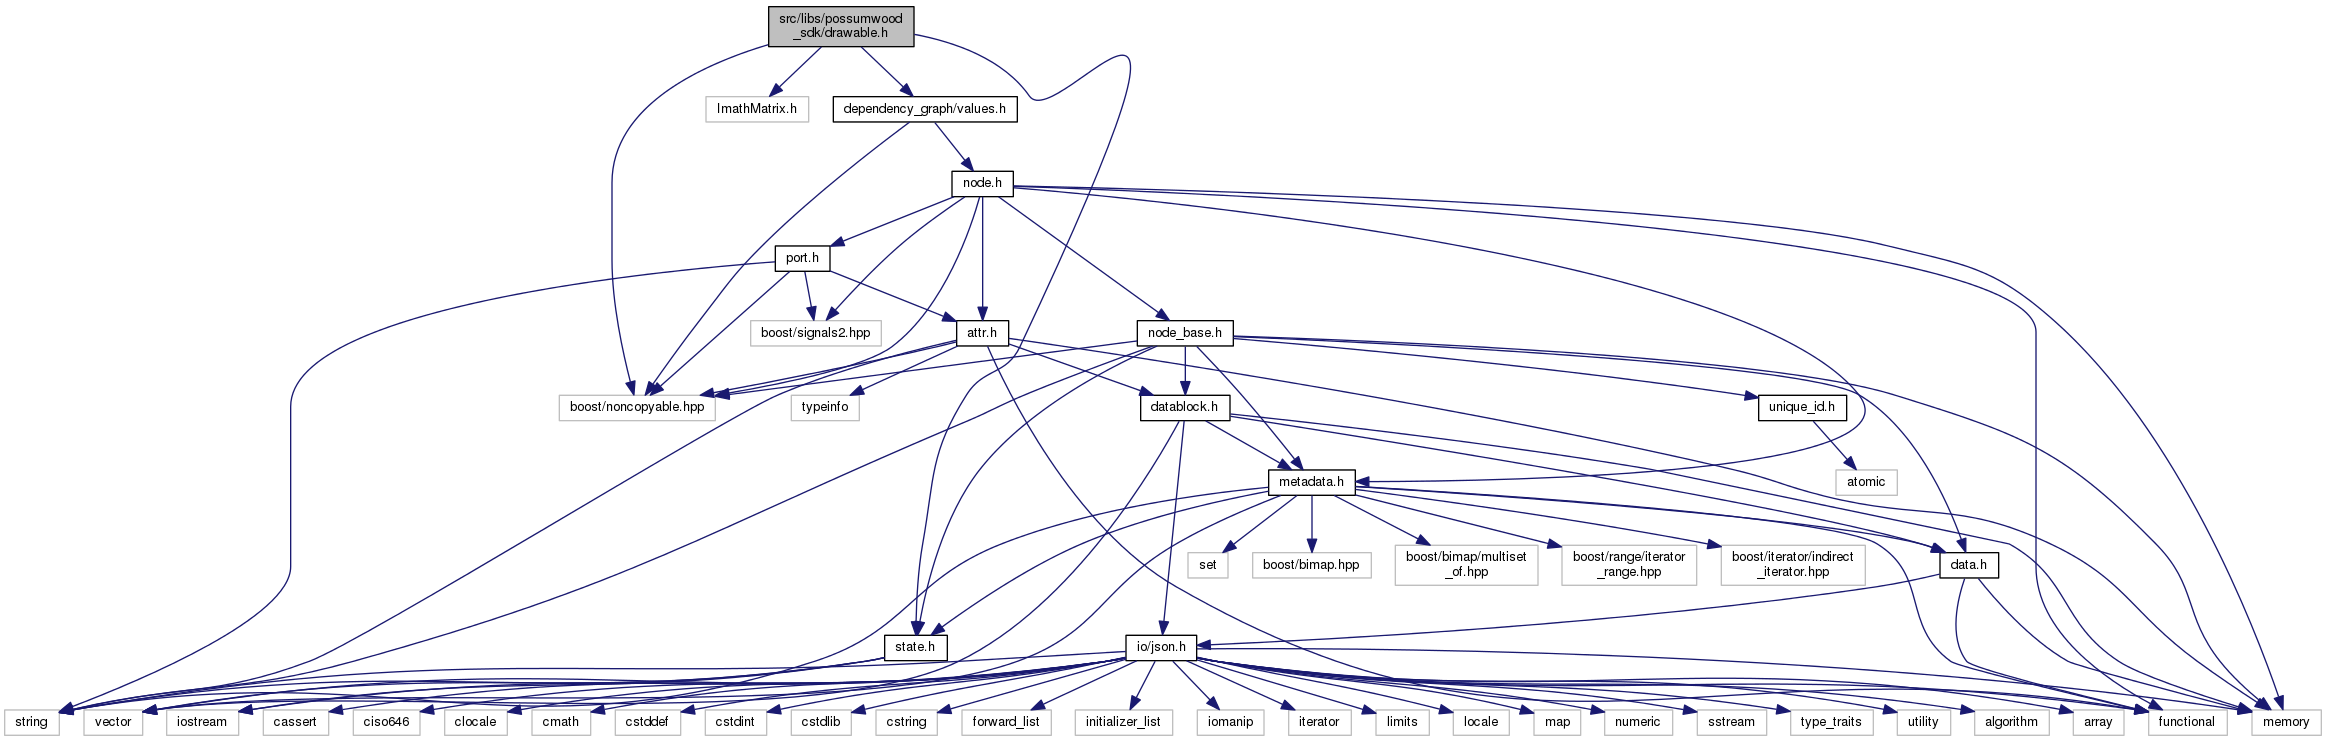 src/libs/possumwood
_sdk/drawable.h
ImathMatrix.h
dependency_graph/values.h
node.h
port.h
boost/signals2.hpp
attr.h
node_base.h
boost/noncopyable.hpp
typeinfo
datablock.h
unique_id.h
metadata.h
atomic
set
boost/bimap.hpp
boost/bimap/multiset
_of.hpp
boost/range/iterator
_range.hpp
boost/iterator/indirect
_iterator.hpp
data.h
state.h
io/json.h
string
vector
iostream
cassert
ciso646
clocale
cmath
cstddef
cstdint
cstdlib
cstring
forward_list
initializer_list
iomanip
iterator
limits
locale
map
numeric
sstream
type_traits
utility
algorithm
array
functional
memory